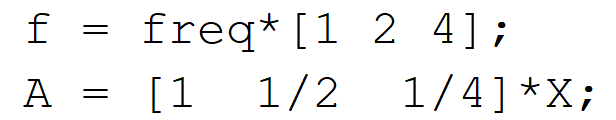 f = freq*[1 2 4];
A = [1  1/2  1/4]*X;